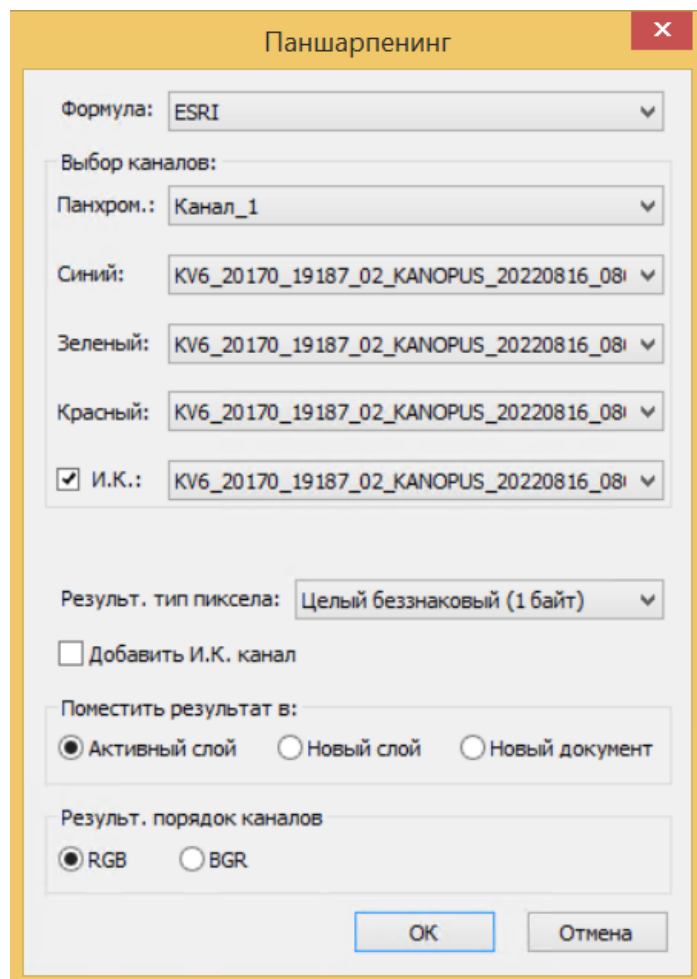 Паншарпенинг
Формула: ESRI
Выбор каналов:
Панхром.: Канал_1
Синий: KV6_20170_19187_02_KANOPUS_20220816_08
Зеленый: KV6_20170_19187_02_KANOPUS_20220816_08
Красный: KV6_20170_19187_02_KANOPUS_20220816_08
И.К.: KV6_20170_19187_02_KANOPUS_20220816_08
Результ. тип пиксела: Целый беззнаковый (1 байт)
Добавить И.К. канал
Поместить результат в:
Активный слой Новый слой Новый документ
Результ. порядок каналов
RGB BGR
ОК Отмена